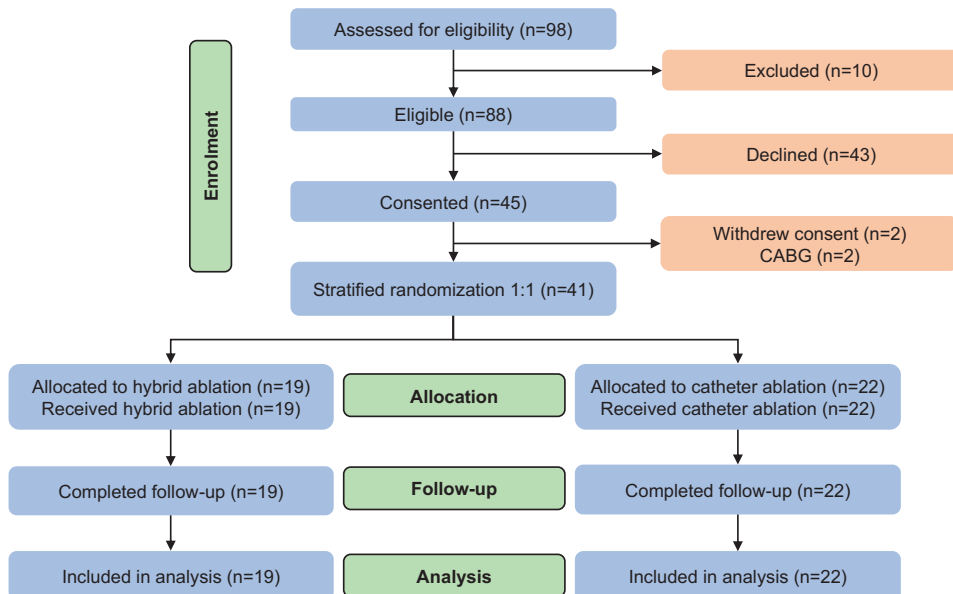 Assessed for eligibility (n=98)
Excluded (n=10)
Enrolment
Eligible (n=88)
Declined (n=43)
Consented (n=45)
Withdrew consent (n=2)
CABG (n=2)
Stratified randomization 1:1 (n=41)
Allocated to hybrid ablation (n=19)
Received hybrid ablation (n=19)
Allocation
Allocated to catheter ablation (n=22)
Received catheter ablation (n=22)
Completed follow-up (n=19)
Follow-up
Completed follow-up (n=22)
Included in analysis (n=19)
Analysis
Included in analysis (n=22)